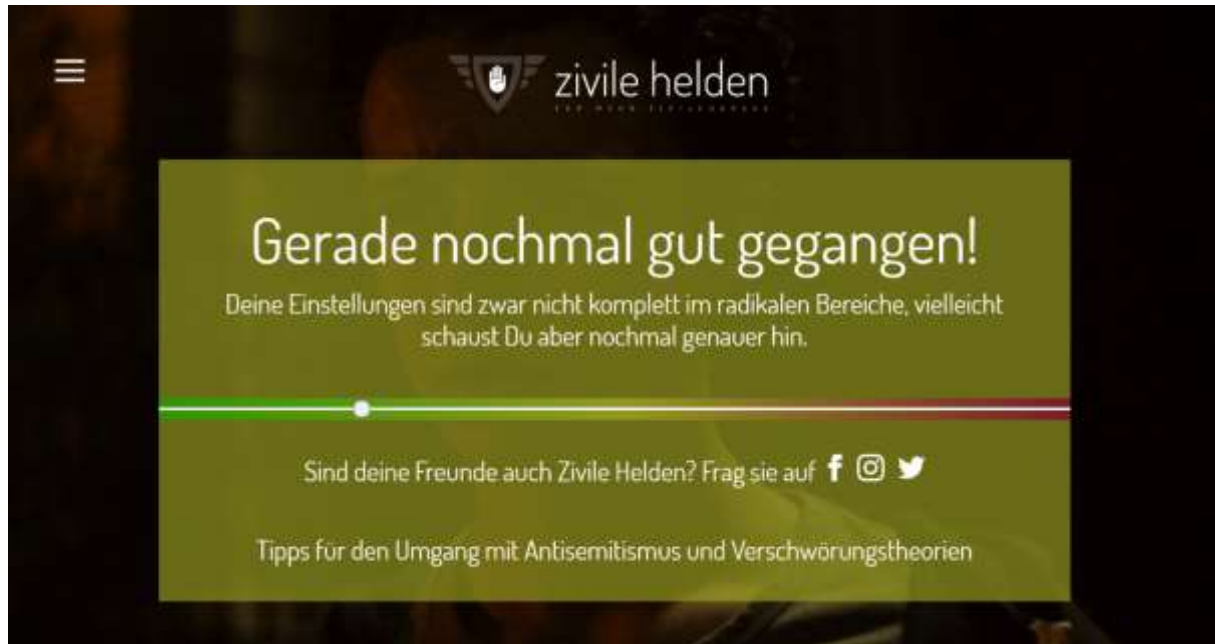 zivile helden
Gerade nochmal gut gegangen!
Deine Einstellungen sind zwar nicht komplett im radikalen Bereiche, vielleicht
schaust Du aber nochmal genauer hin.
Sind deine Freunde auch Zivile Helden? Frag sie auf
Tipps für den Umgang mit Antisemitismus und Verschwörungstheorien